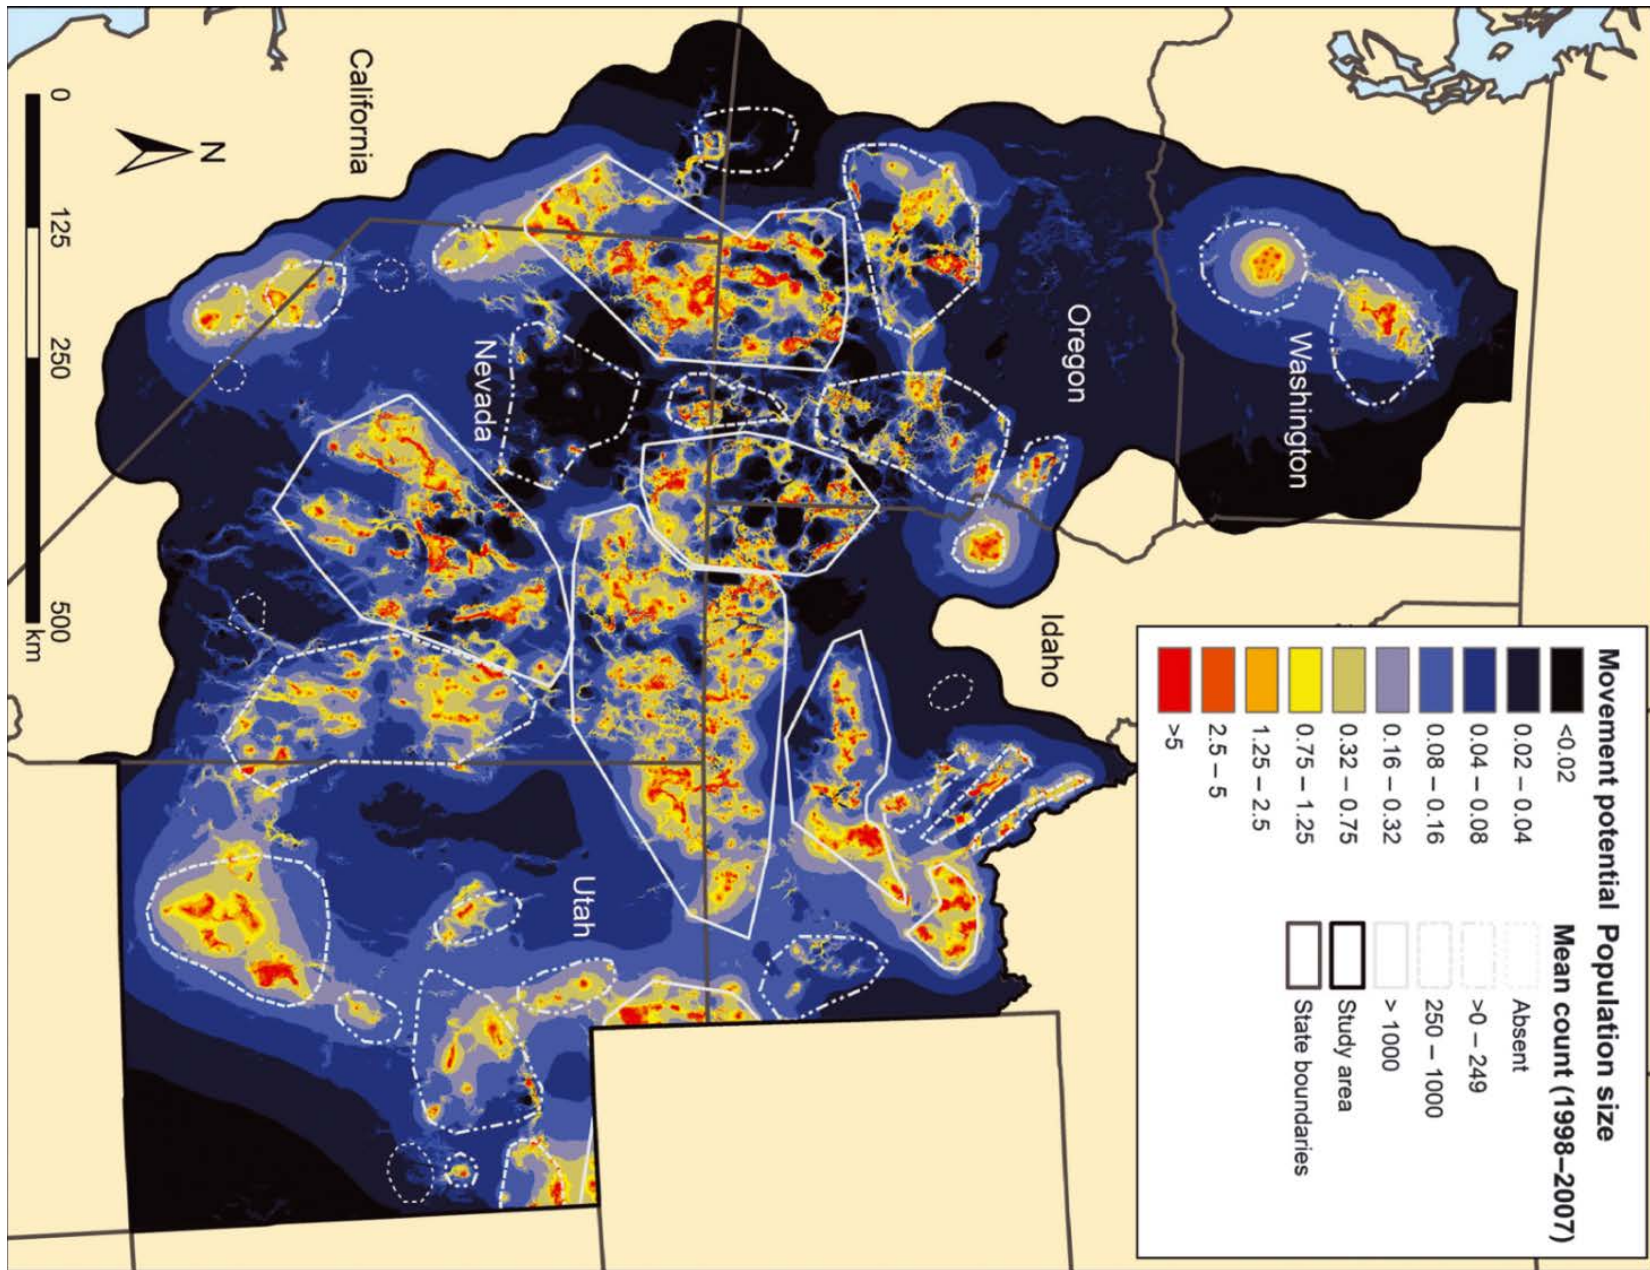 Movement potential
<0.02
0.02 – 0.04
0.04 – 0.08
0.08 – 0.16
0.16 – 0.32
0.32 – 0.75
0.75 – 1.25
1.25 – 2.5
2.5 – 5
>5
Population size
Mean count (1998–2007)
Absent
>0 – 249
250 – 1000
> 1000
Study area
State boundaries
Washington
Oregon
Idaho
Utah
Nevada
California
N
0 125 250 500
km